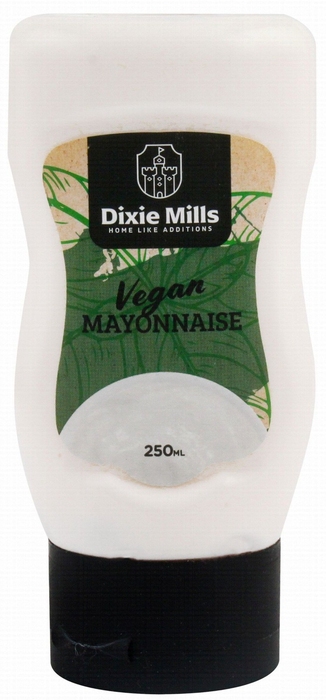 Dixie Mills
HOME LIKE ADDITIONS
Vegan
MAYONNAISE
250ML